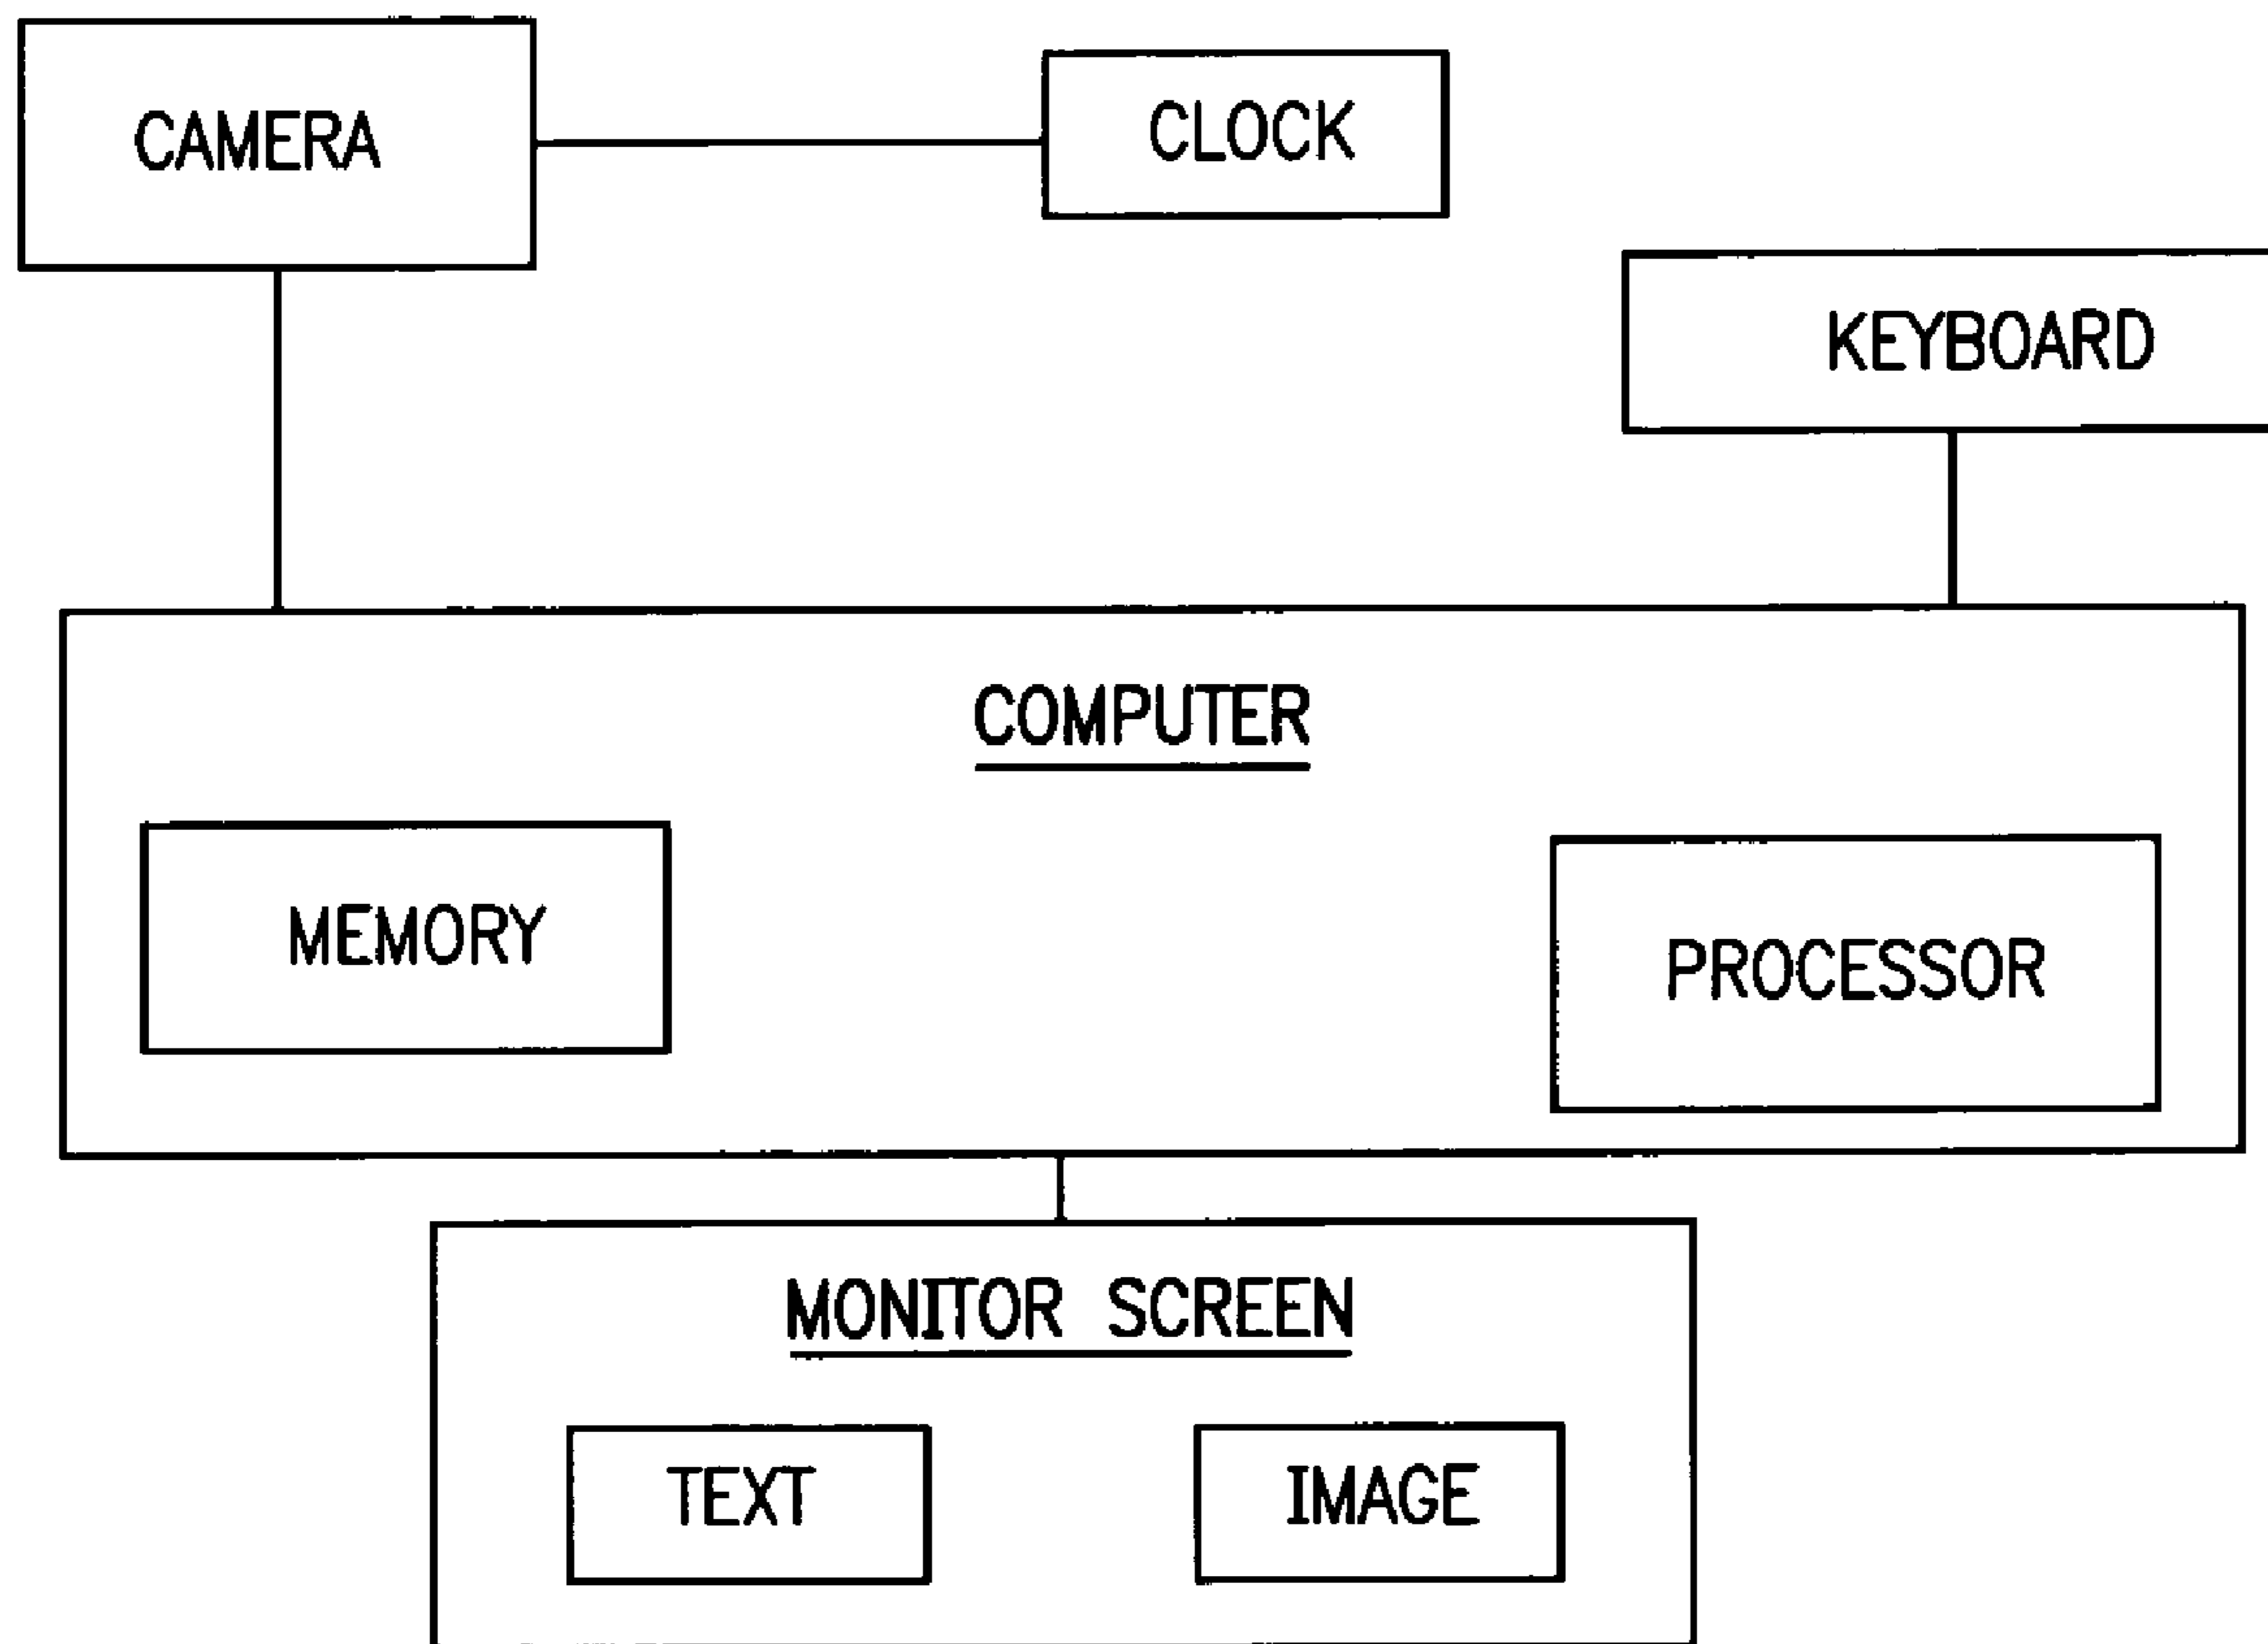 CAMERA
CLOCK
KEYBOARD
COMPUTER
MEMORY
PROCESSOR
MONITOR SCREEN
TEXT
IMAGE